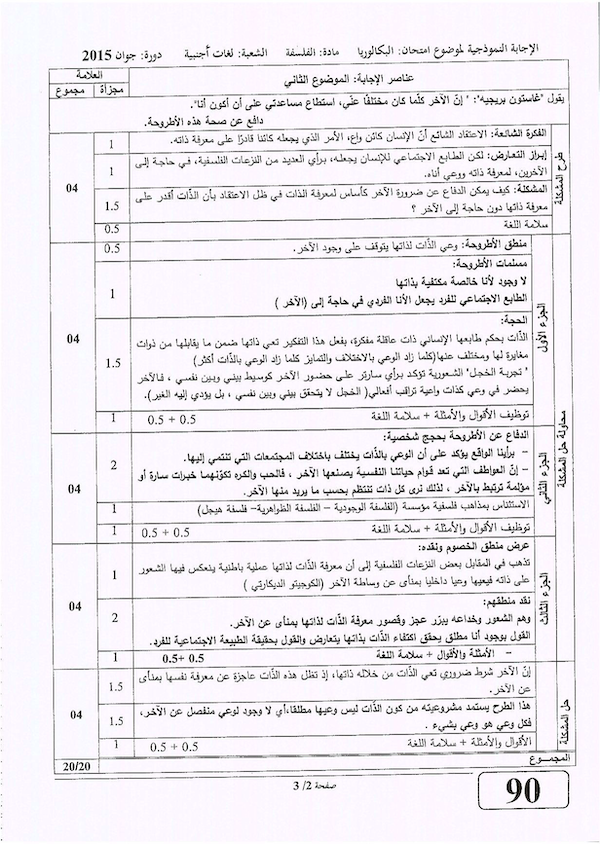 الإجابة النموذجية لموضوع امتحان: البكالوريا مادة: الفلسفة الشعبة: لغات أجنبية دورة: جوان 2015
عناصر الإجابة: الموضوع الثاني
العلامة
مجزأة مجموع
يقول "غاستون برجيه": " إنّ الآخر كلّما كان مختلفًا عنّي، استطاع مساعدتي على أن أكون أنا".
دافع عن صحة هذه الأطروحة.
طرح المشكلة
الفكرة الشائعة: الاعتقاد الشائع أنّ الإنسان كائن واع، الأمر الذي يجعله كائنا قادرًا على معرفة ذاته. 1
إبراز التعارض: لكن الطابع الاجتماعي للإنسان يجعله، برأي العديد من النزعات الفلسفية، في حاجة إلى
الآخرين، لمعرفة ذاته ووعي أناه. 1
المشكلة: كيف يمكن الدفاع عن ضرورة الآخر كأساس لمعرفة الذات في ظل الاعتقاد بأن الذّات أقدر على
معرفة ذاتها دون حاجة إلى الآخر ؟ 1.5
سلامة اللغة 0.5
04
محاولة حل المشكلة
الجزء الأول
منطق الأطروحة: وعي الذّات لذاتها يتوقف على وجود الآخر. 0.5
مسلمات الأطروحة:
لا وجود لأنا خالصة مكتفية بذاتها
الطابع الاجتماعي للفرد يجعل الأنا الفردي في حاجة إلى (الآخر ) 1
الحجة:
الذّات بحكم طابعها الإنساني ذات عاقلة مفكرة، بفعل هذا التفكير تعي ذاتها ضمن ما يقابلها من ذوات
مغايرة لها ومختلف عنها(كلما زاد الوعي بالاختلاف والتمايز كلما زاد الوعي بالذّات أكثر)
" تجربة الخجل" الشعورية تؤكد برأي سارتر على حضور الآخر كوسيط بيني وبين نفسي ، فالآخر
يحضر في وعي كذات واعية تراقب أفعالي( الخجل لا يتحقق بيني وبين نفسي ، بل يؤدي إليه الغير). 1.5
توظيف الأقوال والأمثلة + سلامة اللغة 0.5 + 0.5 1
04
الجزء الثاني
الدفاع عن الأطروحة بحجج شخصية:
– برأينا الواقع يؤكد على أن الوعي بالذّات يختلف باختلاف المجتمعات التي تنتمي إليها.
– إنّ العواطف التي تعد قوام حياتنا النفسية يصنعها الآخر ، فالحب والكره تكوّنهما خبرات سارة أو
مؤلمة ترتبط بالآخر ، لذلك نرى كل ذات تنتظم بحسب ما يريد منها الآخر. 2
الاستئناس بمذاهب فلسفية مؤسسة (الفلسفة الوجودية – الفلسفة الظواهرية– فلسفة هيجل) 1
توظيف الأقوال والأمثلة + سلامة اللغة 0.5 + 0.5 1
04
الجزء الثالث
عرض منطق الخصوم ونقده:
تذهب في المقابل بعض النزعات الفلسفية إلى أن معرفة الذّات لذاتها عملية باطنية ينعكس فيها الشعور
على ذاته فيعيها وعيا داخليا بمنأى عن وساطة الآخر (الكوجيتو الديكارتي ) 1
نقد منطقهم:
وهم الشعور وخداعه يبرّر عجز وقصور معرفة الذّات لذاتها بمنأى عن الآخر.
القول بوجود أنا مطلق يحقق اكتفاء الذّات بذاتها يتعارض والقول بحقيقة الطبيعة الاجتماعية للفرد. 2
– الأمثلة والأقوال + سلامة اللغة 0.5 +0.5 1
04
حل المشكلة
إنّ الآخر شرط ضروري تعي الذّات من خلاله ذاتها، إذ تظل هذه الذّات عاجزة عن معرفة نفسها بمنأى
عن الآخر. 1.5
هذا الطرح يستمد مشروعيته من كون الذّات ليس وعيها مطلقا،أي لا وجود لوعي منفصل عن الآخر،
فكل وعي هو وعي بشيء . 1.5
الأقوال والأمثلة + سلامة اللغة 0.5 + 0.5 1
04
المجمــوع 20/20
صفحة 2/ 3
90